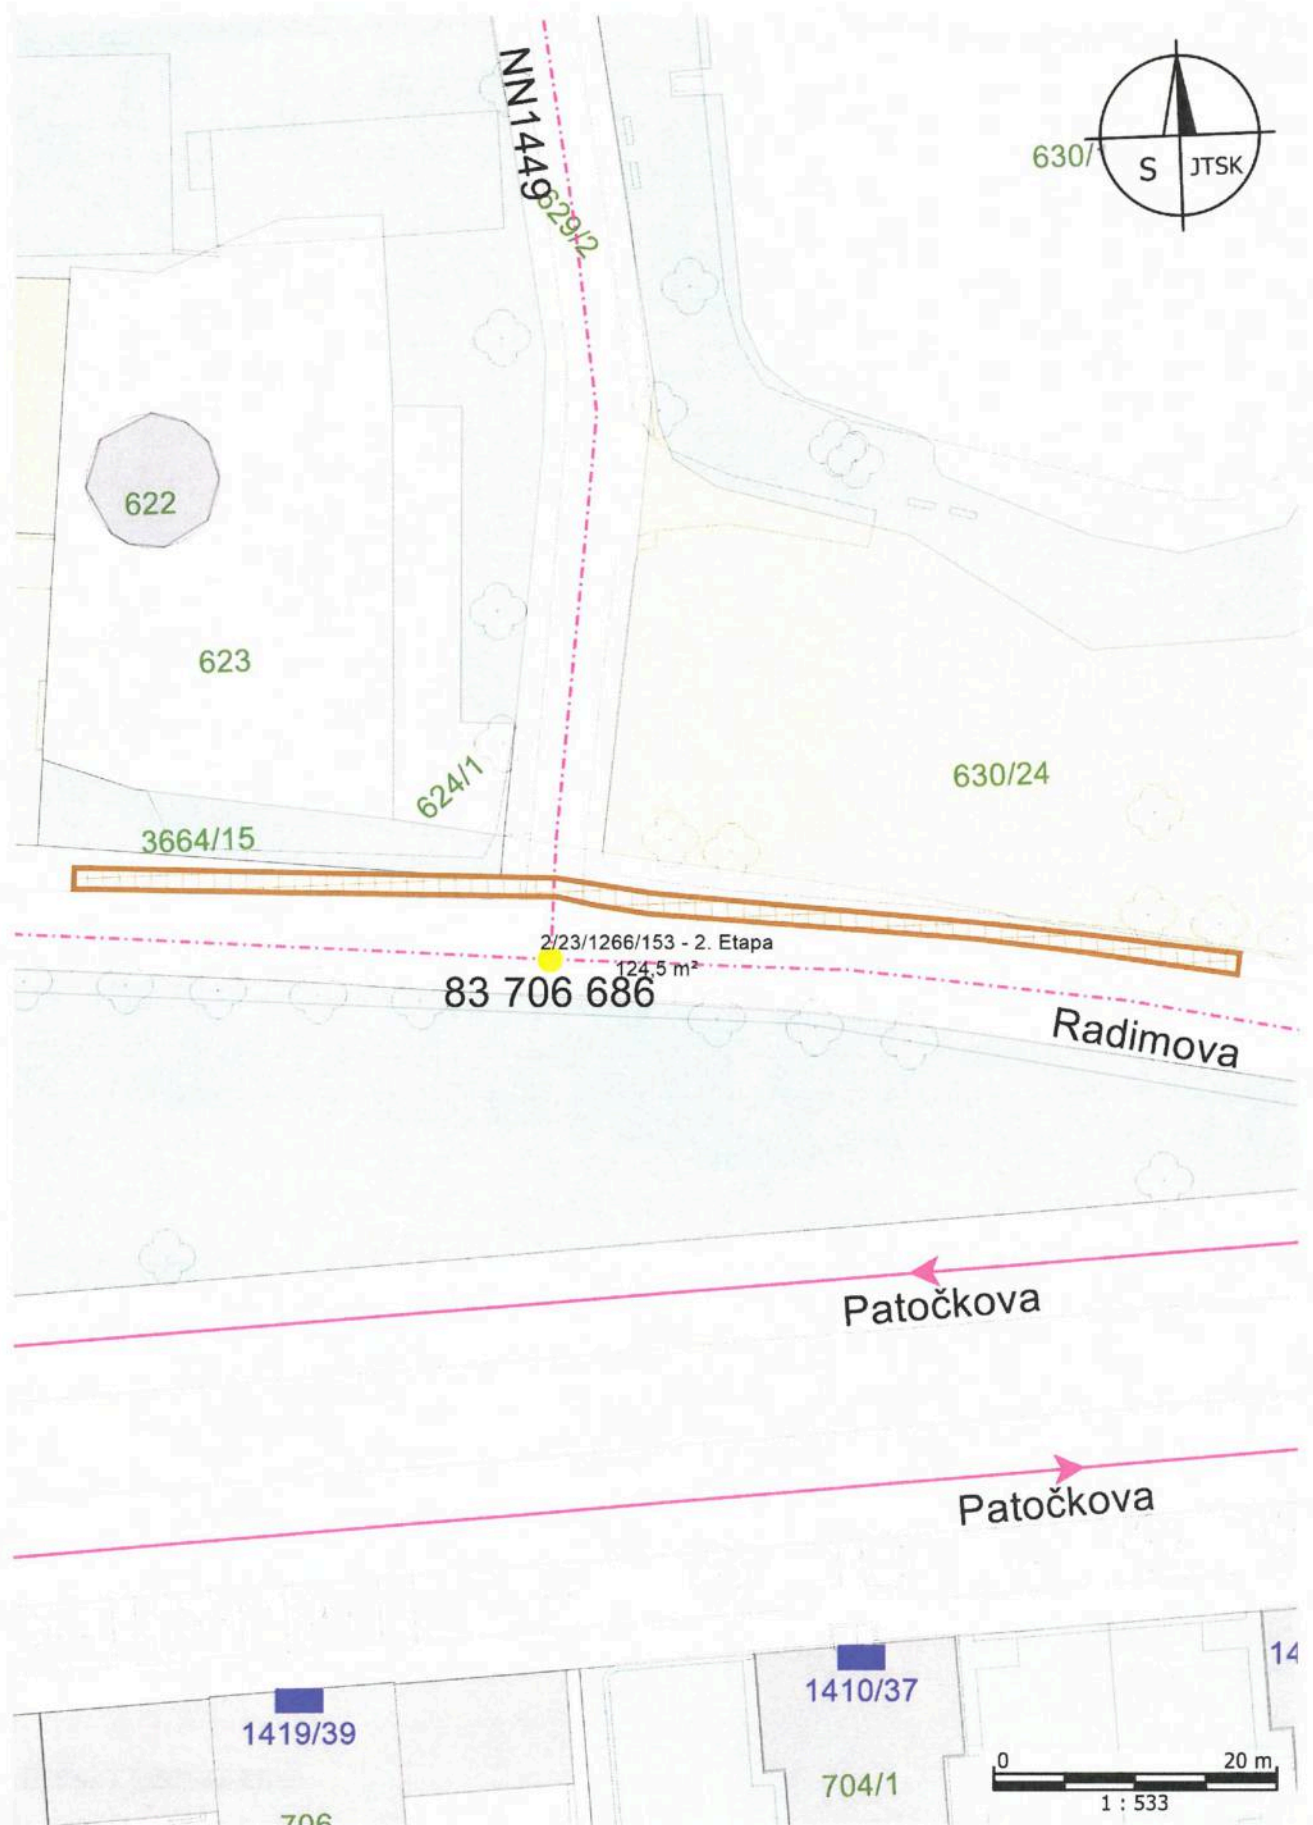 NN1449
629/2
630/
S JTSK
622
623
624/1
630/24
3664/15
2/23/1266/153 - 2. Etapa
124,5 m²
83 706 686
Radimova
Patočkova
Patočkova
1410/37
1419/39
704/1
706
14
0 20 m
1 : 533